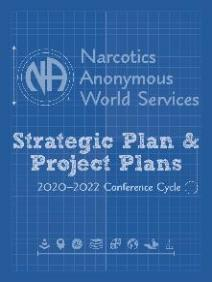 NA
Narcotics
Anonymous
World Services
Strategic Plan &
Project Plans
2020–2022 Conference Cycle